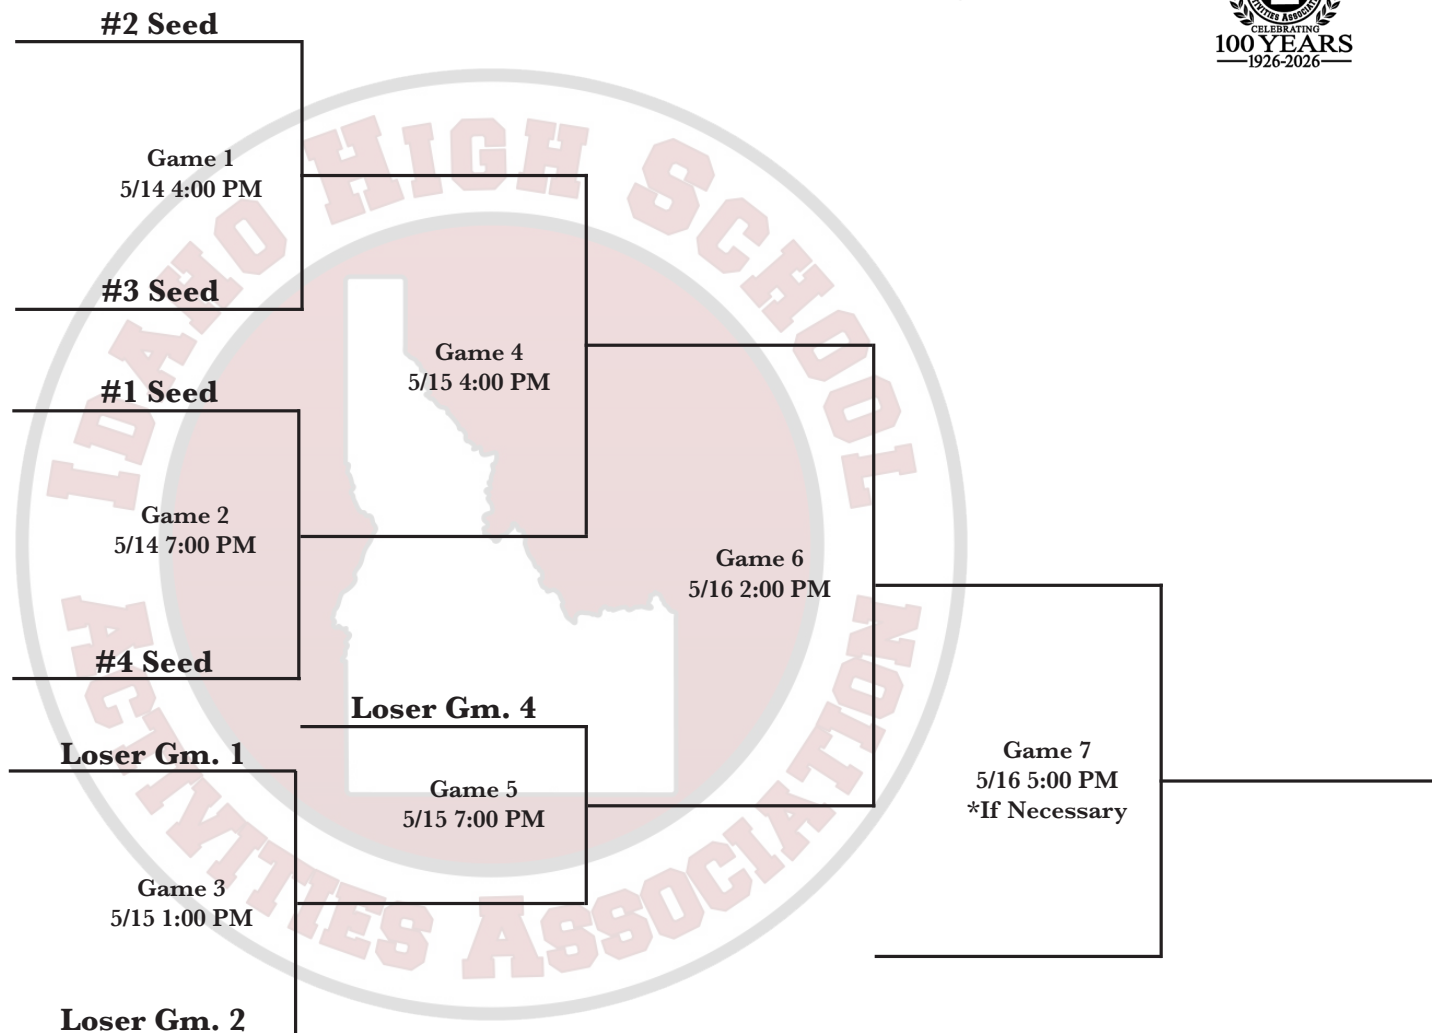 #2 Seed
TIVITIES ASSOCIAT
CELEBRATING
100 YEARS
1926-2026
Game 1
5/14 4:00 PM
#3 Seed
Game 4
5/15 4:00 PM
#1 Seed
Game 2
5/14 7:00 PM
Game 6
5/16 2:00 PM
#4 Seed
Loser Gm. 4
Loser Gm. 1
Game 5
5/15 7:00 PM
Game 7
5/16 5:00 PM
*If Necessary
Game 3
5/15 1:00 PM
Loser Gm. 2
IDAHO HIGH SCHOOL
ACTIVITIES ASSOCIATION